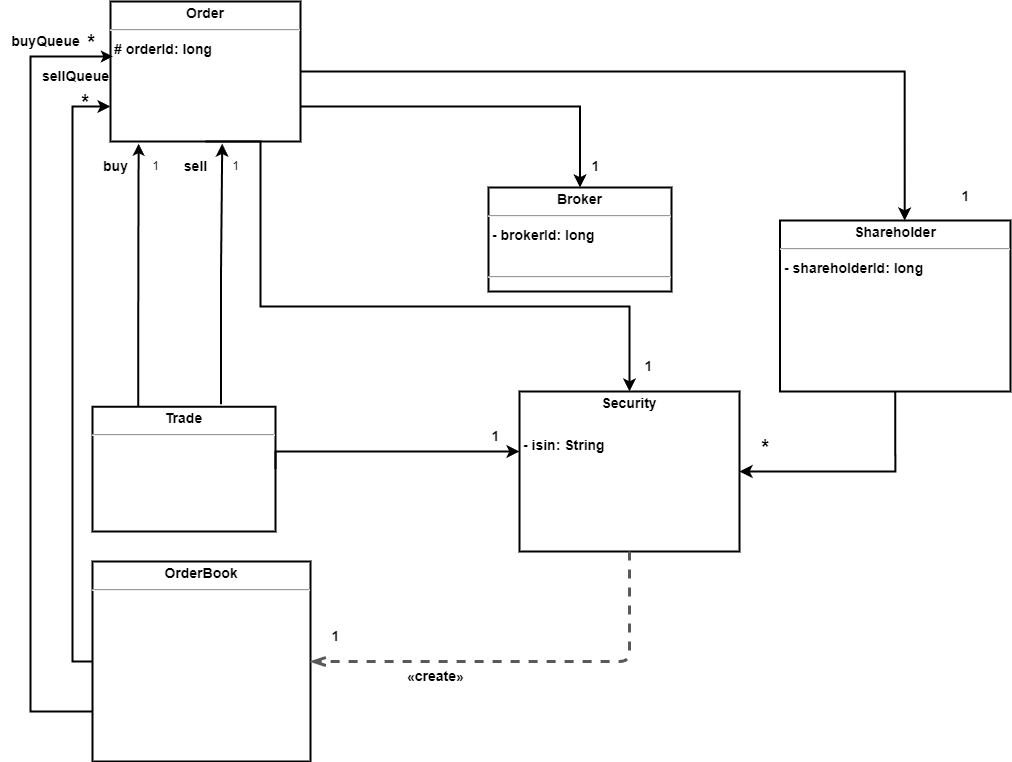 Order
buyQueue *
# orderId: long
sellQueue
*
buy 1 sell 1
1
Broker
1
- brokerId: long
Shareholder
- shareholderId: long
1
Security
Trade
1
- isin: String
*
OrderBook
1
«create»